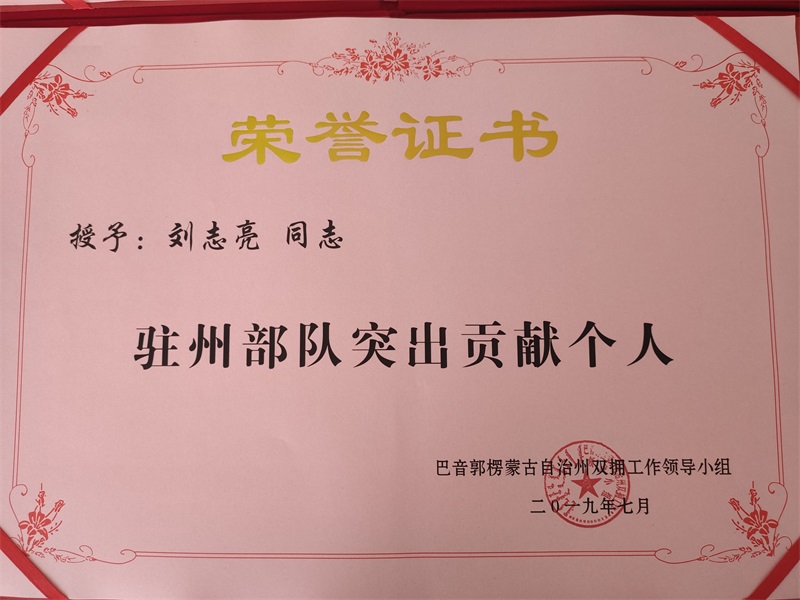 荣誉证书
授予：刘志亮 同志
驻州部队突出贡献个人
巴音郭楞蒙古自治州双拥工作领导小组
二0一九年七月